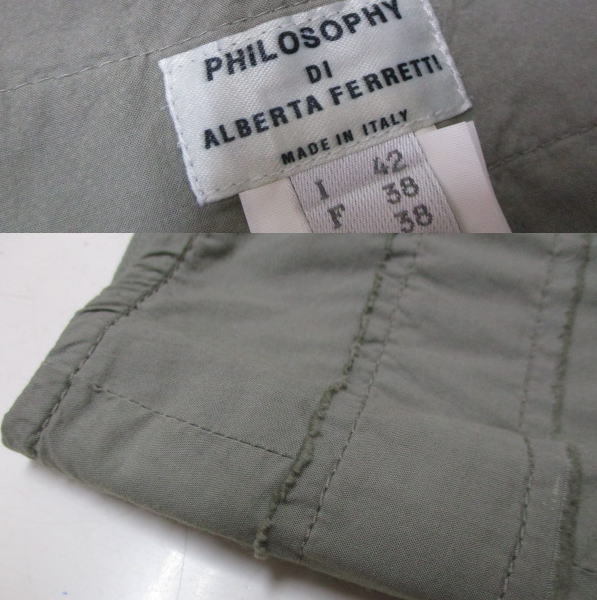 PHILOSOPHY
DI
ALBERTA FERRETTI
MADE IN ITALY
I 42
F 38
38